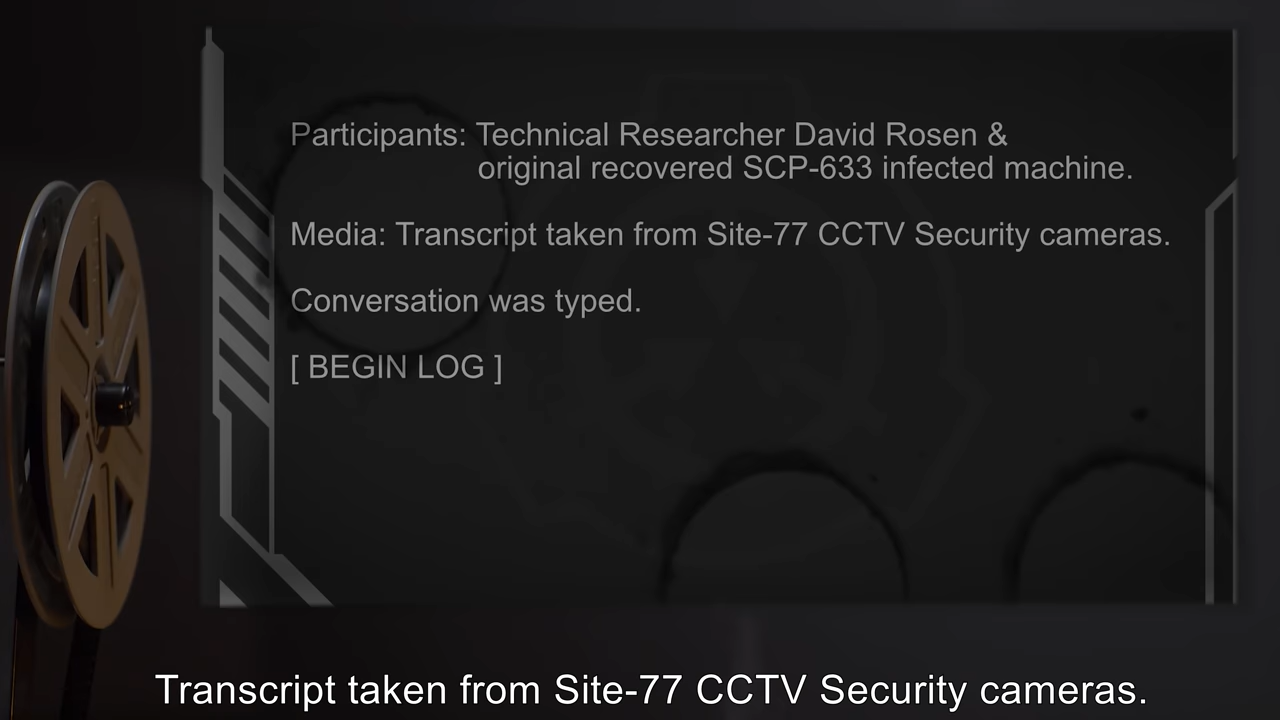 Participants: Technical Researcher David Rosen &
original recovered SCP-633 infected machine.
Media: Transcript taken from Site-77 CCTV Security cameras.
Conversation was typed.
[ BEGIN LOG ]
Transcript taken from Site-77 CCTV Security cameras.